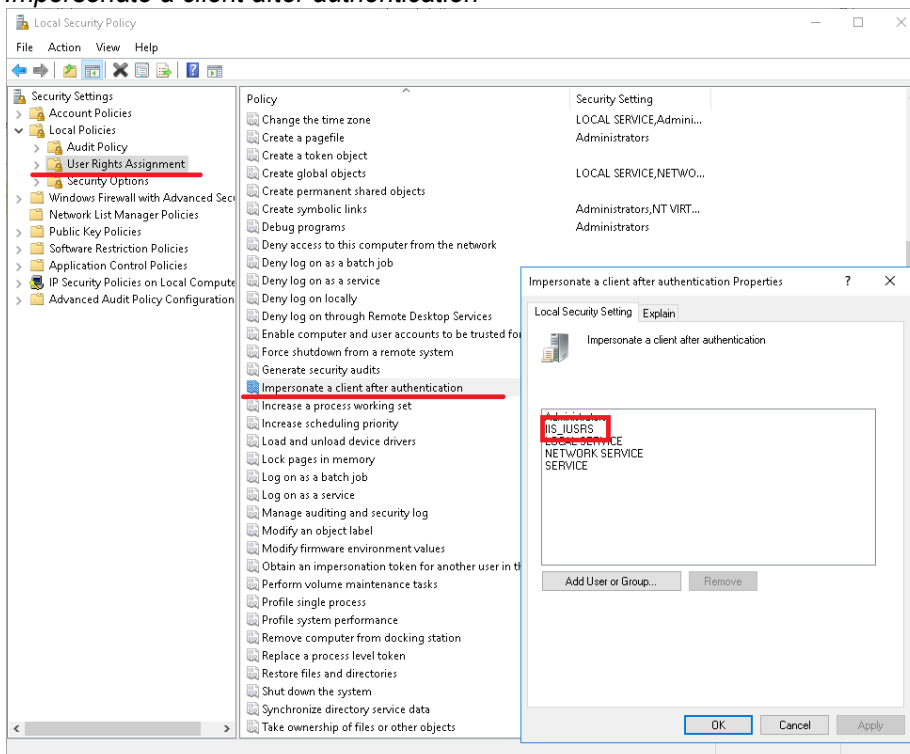 Impersonate a client after authentication
Local Security Policy
File Action View Help
Security Settings
Account Policies
Local Policies
Audit Policy
User Rights Assignment
Security Options
Windows Firewall with Advanced Secu
Network List Manager Policies
Public Key Policies
Software Restriction Policies
Application Control Policies
IP Security Policies on Local Compute
Advanced Audit Policy Configuration
Policy Security Setting
Change the time zone LOCAL SERVICE,Admini...
Create a pagefile Administrators
Create a token object
Create global objects LOCAL SERVICE,NETWO...
Create permanent shared objects
Create symbolic links Administrators,NT VIRT...
Debug programs Administrators
Deny access to this computer from the network
Deny log on as a batch job
Deny log on as a service
Deny log on locally
Deny log on through Remote Desktop Services
Enable computer and user accounts to be trusted for
Force shutdown from a remote system
Generate security audits
Impersonate a client after authentication
Increase a process working set
Increase scheduling priority
Load and unload device drivers
Lock pages in memory
Log on as a batch job
Log on as a service
Manage auditing and security log
Modify an object label
Modify firmware environment values
Obtain an impersonation token for another user in th
Perform volume maintenance tasks
Profile single process
Profile system performance
Remove computer from docking station
Replace a process level token
Restore files and directories
Shut down the system
Synchronize directory service data
Take ownership of files or other objects
Impersonate a client after authentication Properties ?
Local Security Setting Explain
Impersonate a client after authentication
Administrators
IIS_IUSRS
LOCAL SERVICE
NETWORK SERVICE
SERVICE
Add User or Group... Remove
OK Cancel Apply